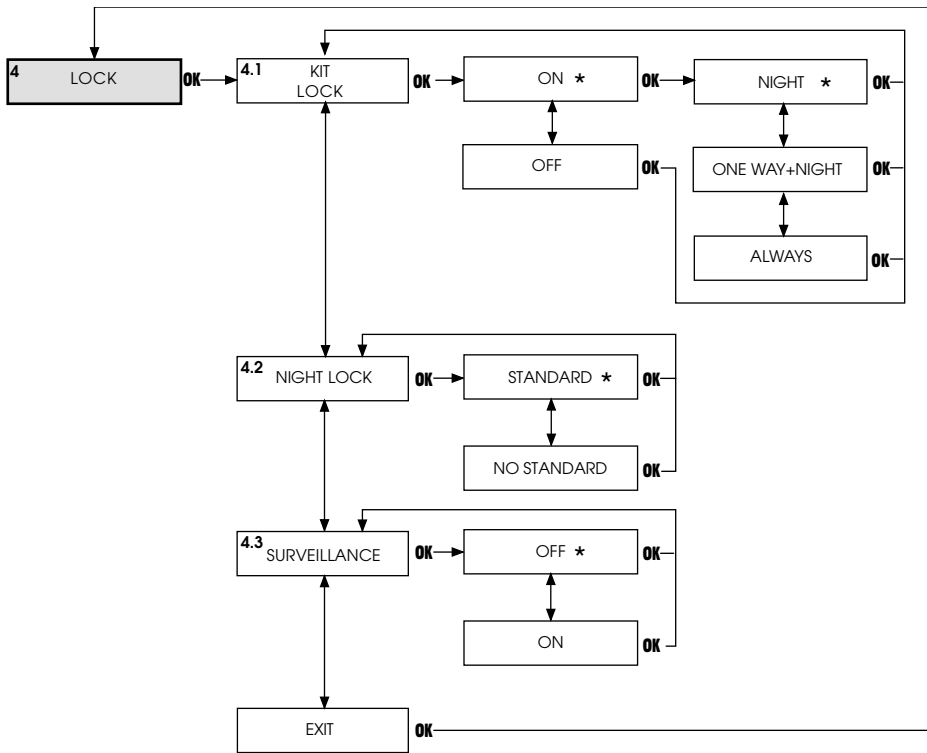 4
LOCK
OK
4.1
KIT
LOCK
OK
ON *
OK
NIGHT *
OK
OFF
OK
ONE WAY+NIGHT
OK
ALWAYS
OK
4.2
NIGHT LOCK
OK
STANDARD *
OK
NO STANDARD
OK
4.3
SURVEILLANCE
OK
OFF *
OK
ON
OK
EXIT
OK